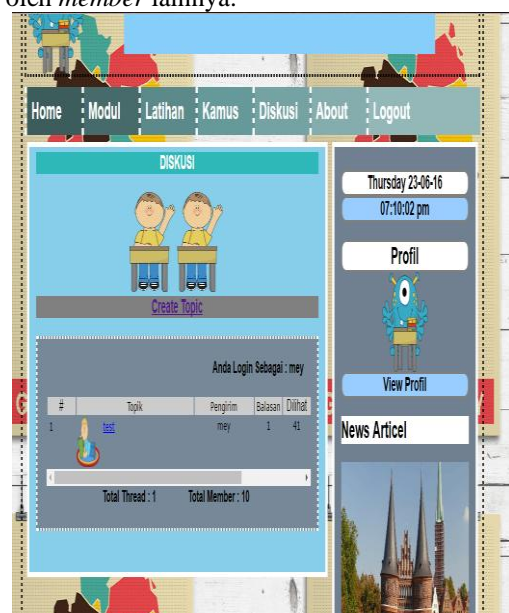 oleh member lainnya.
Home Modul Latihan Kamus Diskusi About Logout
DISKUSI
Create Topic
Anda Login Sebagai : mey
# Topik Pengirim Balasan Dilihat
1 test mey 1 41
Total Thread : 1 Total Member : 10
Thursday 23-06-16
07:10:02 pm
Profil
View Profil
News Articel